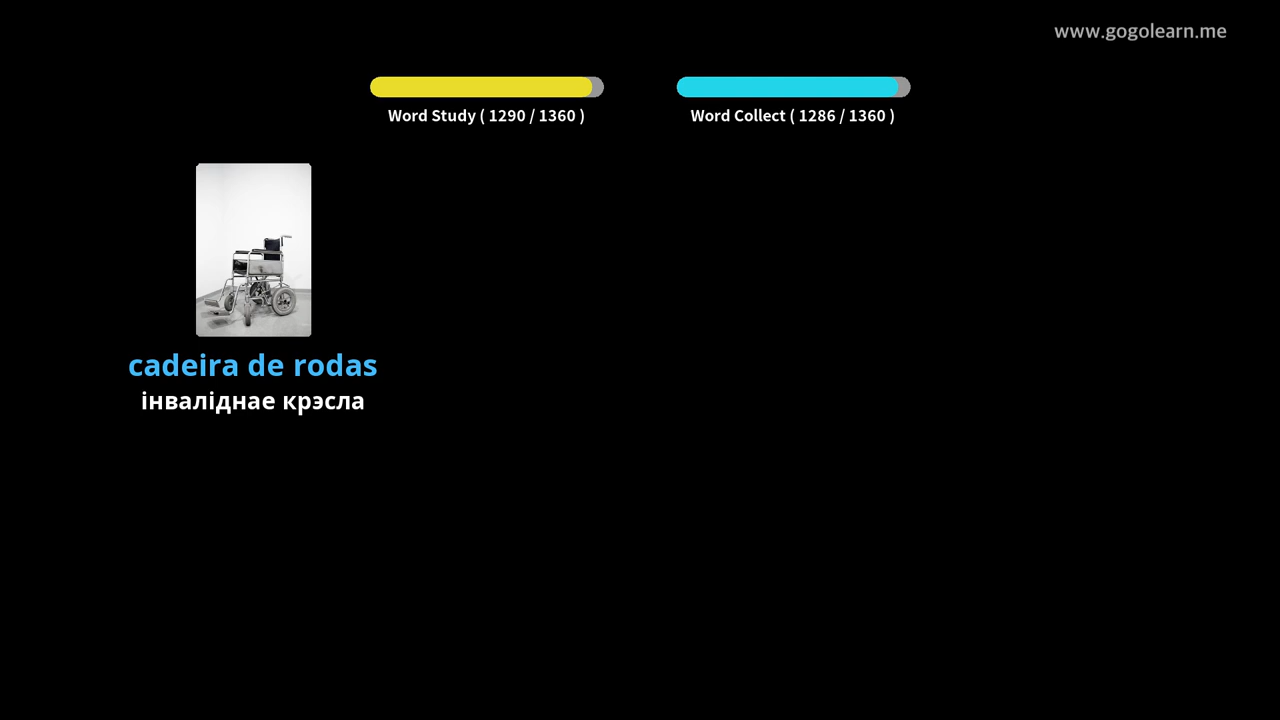 www.gogolearn.me
Word Study ( 1290 / 1360 )
Word Collect ( 1286 / 1360 )
cadeira de rodas
інваліднае крэсла